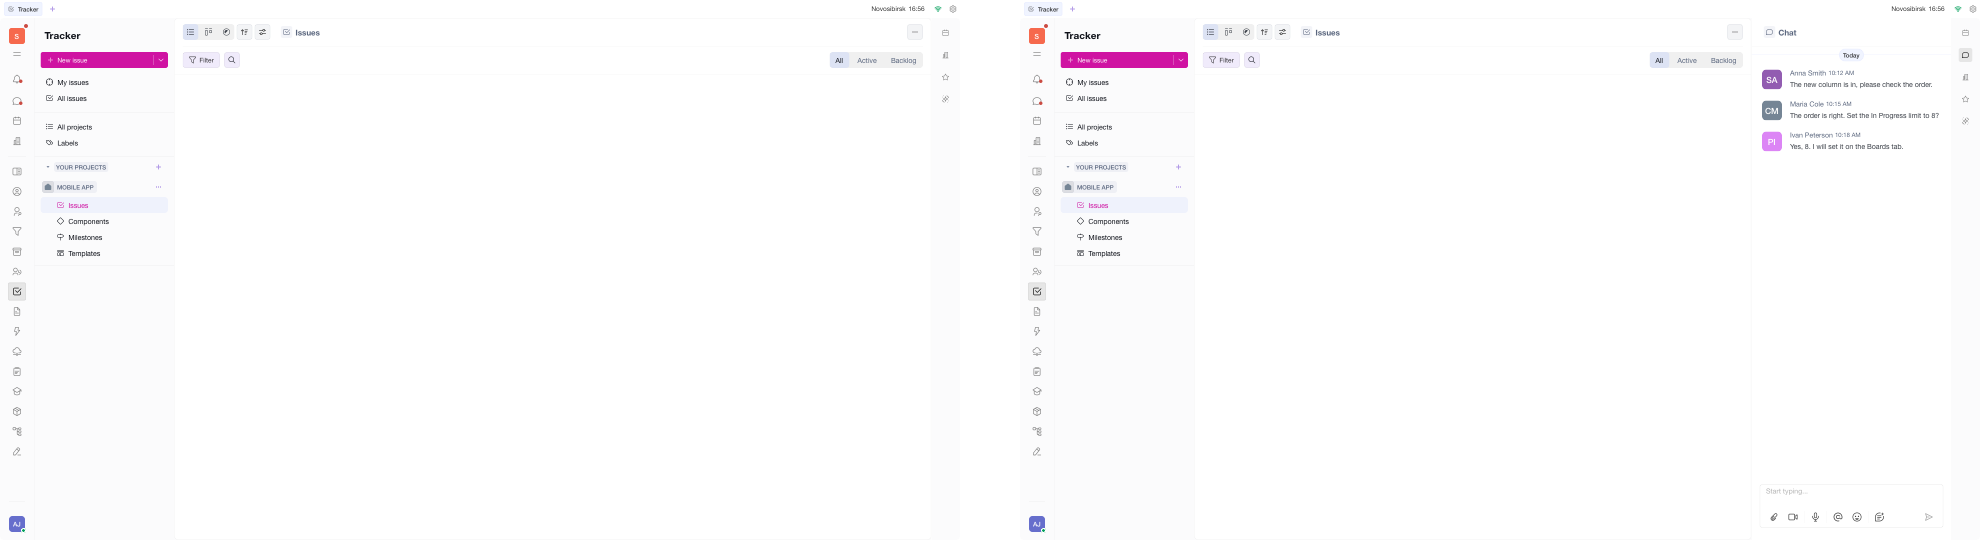 Tracker
Novosibirsk 16:56
S
Tracker
New issue
My issues
All issues
All projects
Labels
YOUR PROJECTS
MOBILE APP
Issues
Components
Milestones
Templates
AJ
Issues
Filter
All Active Backlog
Tracker
Novosibirsk 16:56
S
Tracker
New issue
My issues
All issues
All projects
Labels
YOUR PROJECTS
MOBILE APP
Issues
Components
Milestones
Templates
AJ
Issues
Filter
All Active Backlog
Chat
Today
SA
Anna Smith 10:12 AM
The new column is in, please check the order.
CM
Maria Cole 10:15 AM
The order is right. Set the In Progress limit to 8?
PI
Ivan Peterson 10:18 AM
Yes, 8. I will set it on the Boards tab.
Start typing...